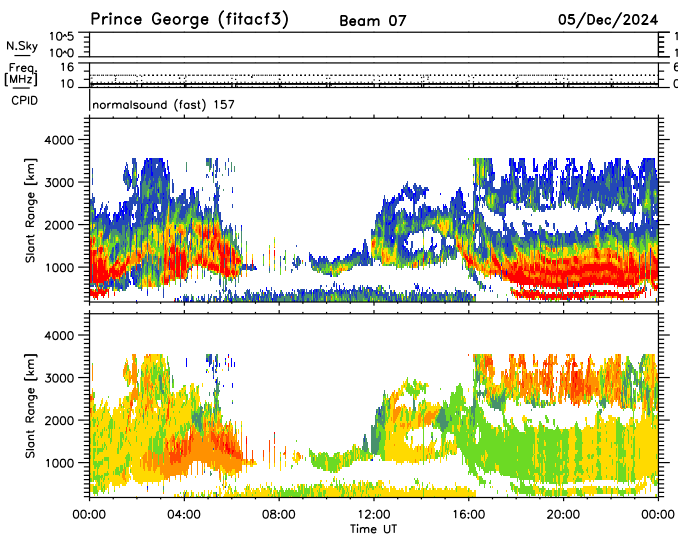 Prince George (fitacf3) Beam 07 05/Dec/2024
10^5 1
N.Sky
10^0 1
Freq. 16 6
[MHz] 10 0
CPID normalsound (fast) 157
4000
3000
2000
1000
Slant Range [km]
4000
3000
2000
1000
Slant Range [km]
00:00 04:00 08:00 12:00 16:00 20:00 00:00
Time UT